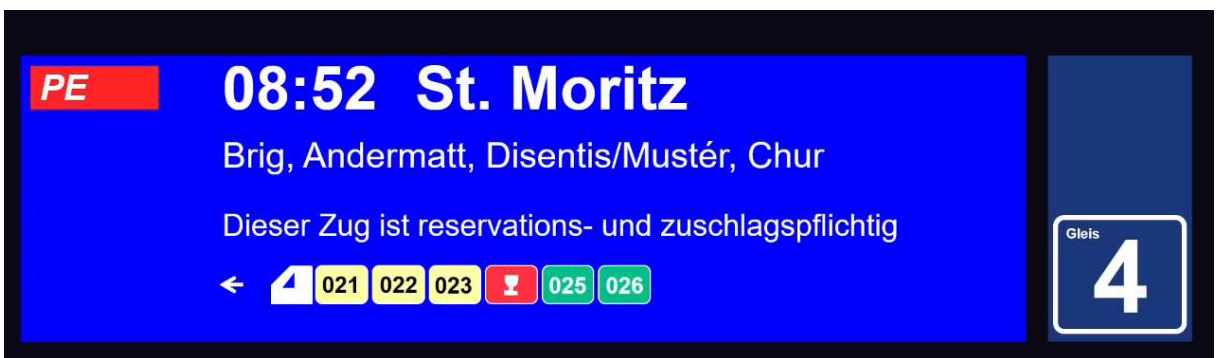 PE
08:52 St. Moritz
Brig, Andermatt, Disentis/Mustér, Chur
Dieser Zug ist reservations- und zuschlagspflichtig
021 022 023 025 026
Gleis
4